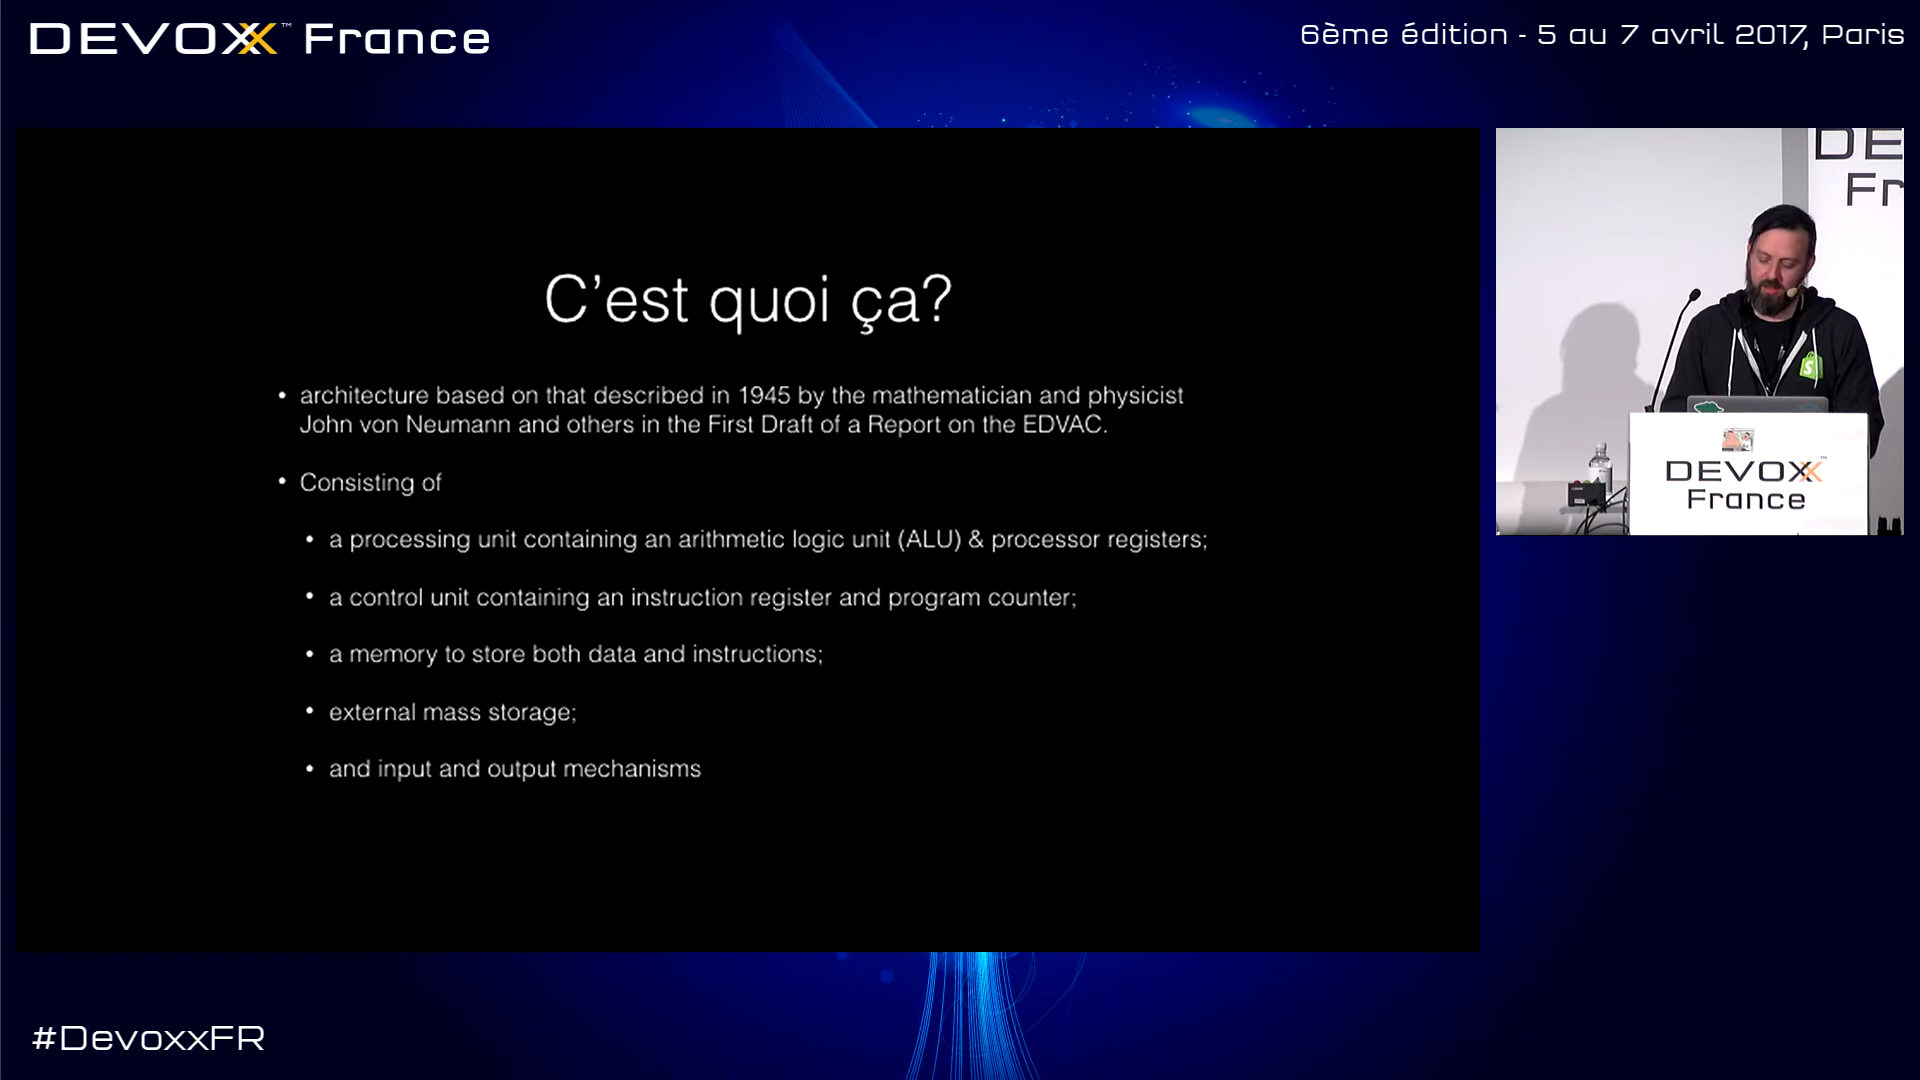 DEVOXX™ France
6ème édition - 5 au 7 avril 2017, Paris
C'est quoi ça?
• architecture based on that described in 1945 by the mathematician and physicist
John von Neumann and others in the First Draft of a Report on the EDVAC.
• Consisting of
• a processing unit containing an arithmetic logic unit (ALU) & processor registers;
• a control unit containing an instruction register and program counter;
• a memory to store both data and instructions;
• external mass storage;
• and input and output mechanisms
DE
Fr
DEVOXX™
France
#DevoxxFR